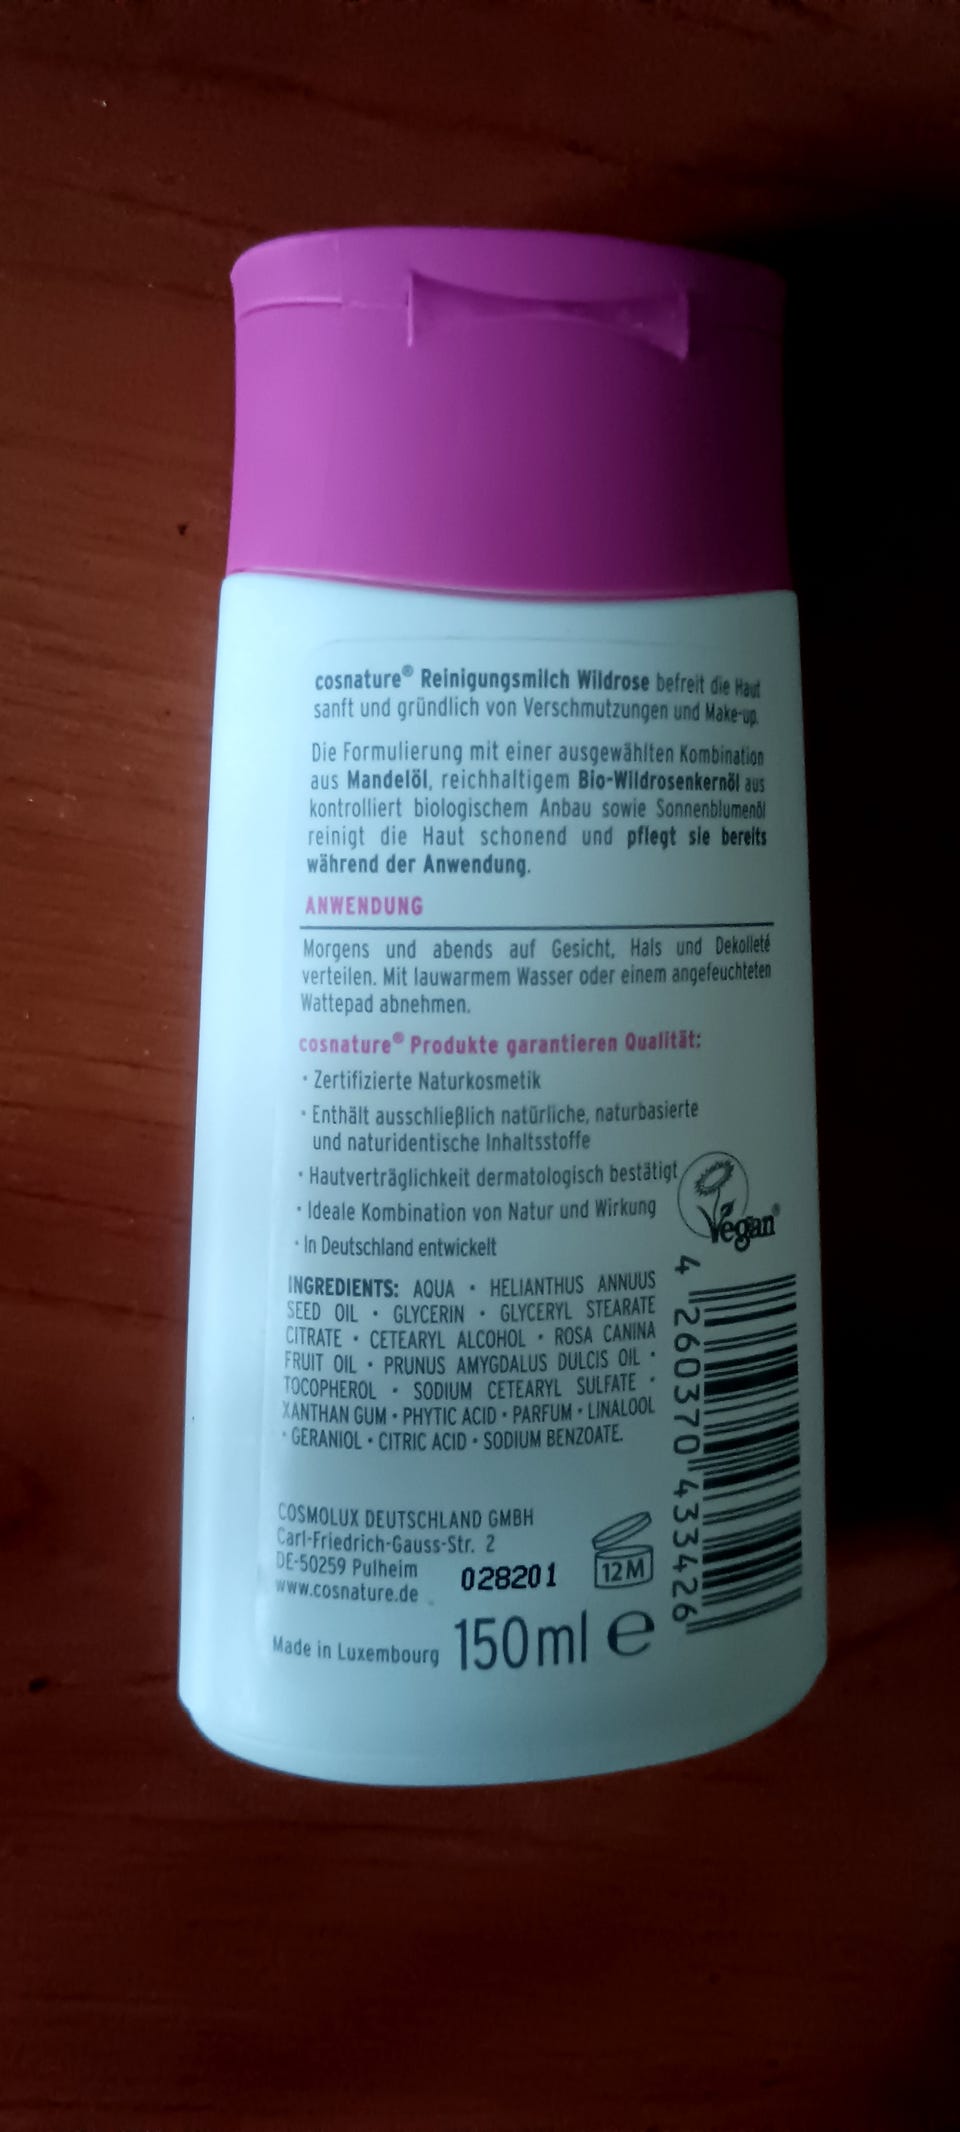 cosnature® Reinigungsmilch Wildrose befreit die Haut
sanft und gründlich von Verschmutzungen und Make-up.
Die Formulierung mit einer ausgewählten Kombination
aus Mandelöl, reichhaltigem Bio-Wildrosenkernöl aus
kontrolliert biologischem Anbau sowie Sonnenblumenöl
reinigt die Haut schonend und pflegt sie bereits
während der Anwendung.
ANWENDUNG
Morgens und abends auf Gesicht, Hals und Dekolleté
verteilen. Mit lauwarmem Wasser oder einem angefeuchteten
Wattepad abnehmen.
cosnature® Produkte garantieren Qualität:
· Zertifizierte Naturkosmetik
· Enthält ausschließlich natürliche, naturbasierte
und naturidentische Inhaltsstoffe
· Hautverträglichkeit dermatologisch bestätigt
· Ideale Kombination von Natur und Wirkung
· In Deutschland entwickelt
Vegan®
INGREDIENTS: AQUA · HELIANTHUS ANNUUS
SEED OIL · GLYCERIN · GLYCERYL STEARATE
CITRATE · CETEARYL ALCOHOL · ROSA CANINA
FRUIT OIL · PRUNUS AMYGDALUS DULCIS OIL ·
TOCOPHEROL · SODIUM CETEARYL SULFATE ·
XANTHAN GUM · PHYTIC ACID · PARFUM · LINALOOL
· GERANIOL · CITRIC ACID · SODIUM BENZOATE.
4 260370 433426
COSMOLUX DEUTSCHLAND GMBH
Carl-Friedrich-Gauss-Str. 2
DE-50259 Pulheim
www.cosnature.de
028201
12M
Made in Luxembourg
150 ml e